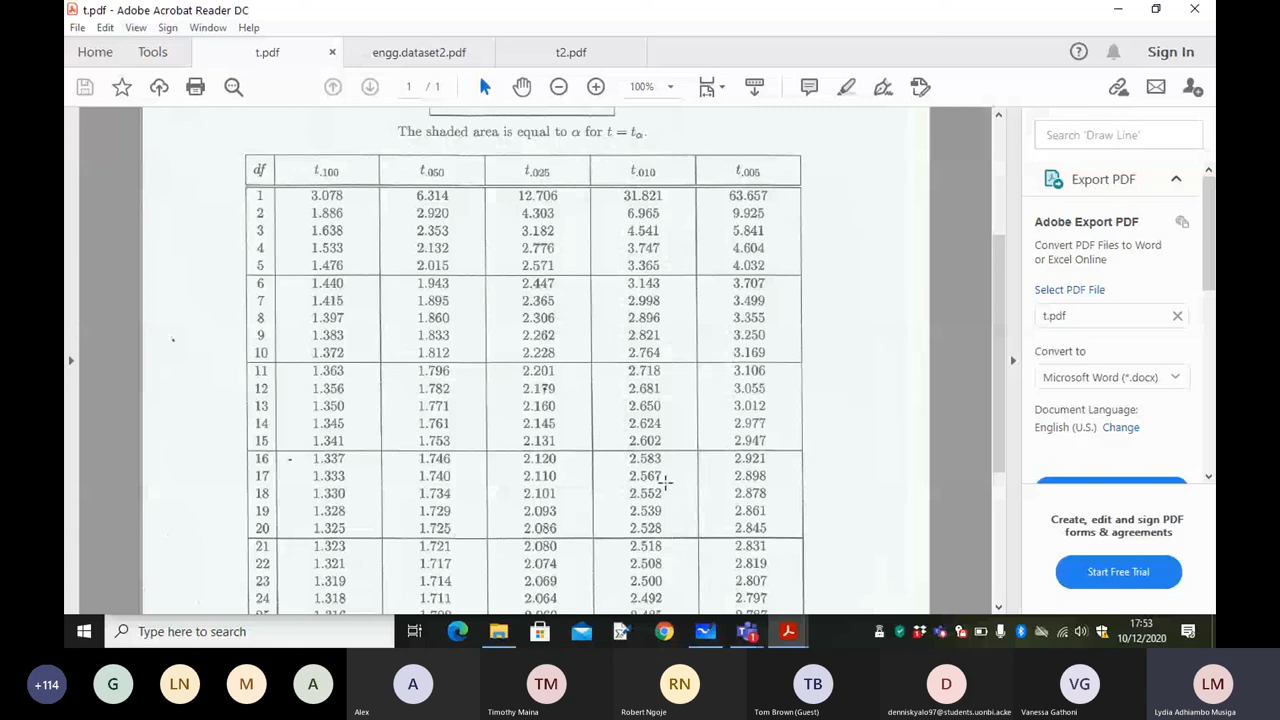 t.pdf - Adobe Acrobat Reader DC
File Edit View Sign Window Help
Home Tools t.pdf × engg.dataset2.pdf t2.pdf Sign In
1 / 1 100%
The shaded area is equal to α for t = tα.
df t.100 t.050 t.025 t.010 t.005
1 3.078 6.314 12.706 31.821 63.657
2 1.886 2.920 4.303 6.965 9.925
3 1.638 2.353 3.182 4.541 5.841
4 1.533 2.132 2.776 3.747 4.604
5 1.476 2.015 2.571 3.365 4.032
6 1.440 1.943 2.447 3.143 3.707
7 1.415 1.895 2.365 2.998 3.499
8 1.397 1.860 2.306 2.896 3.355
9 1.383 1.833 2.262 2.821 3.250
10 1.372 1.812 2.228 2.764 3.169
11 1.363 1.796 2.201 2.718 3.106
12 1.356 1.782 2.179 2.681 3.055
13 1.350 1.771 2.160 2.650 3.012
14 1.345 1.761 2.145 2.624 2.977
15 1.341 1.753 2.131 2.602 2.947
16 1.337 1.746 2.120 2.583 2.921
17 1.333 1.740 2.110 2.567 2.898
18 1.330 1.734 2.101 2.552 2.878
19 1.328 1.729 2.093 2.539 2.861
20 1.325 1.725 2.086 2.528 2.845
21 1.323 1.721 2.080 2.518 2.831
22 1.321 1.717 2.074 2.508 2.819
23 1.319 1.714 2.069 2.500 2.807
24 1.318 1.711 2.064 2.492 2.797
Search 'Draw Line'
Export PDF
Adobe Export PDF
Convert PDF Files to Word
or Excel Online
Select PDF File
t.pdf
Convert to
Microsoft Word (*.docx)
Document Language:
English (U.S.) Change
Create, edit and sign PDF
forms & agreements
Start Free Trial
Type here to search
17:53
10/12/2020
+114 G LN M A A TM RN TB D VG LM
Alex Timothy Maina Robert Ngoje Tom Brown (Guest) denniskyalo97@students.uonbi.ac.ke Vanessa Gathoni Lydia Adhiambo Musiga